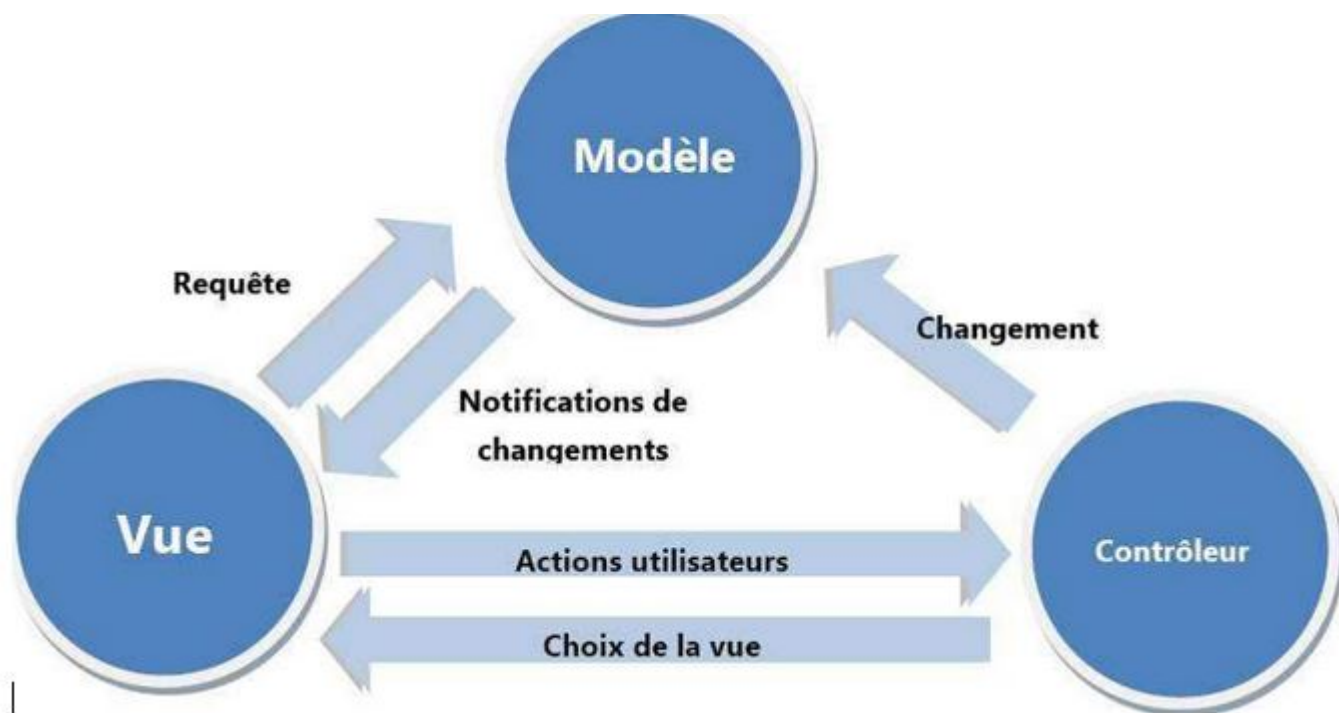 Modèle
Requête
Changement
Notifications de
changements
Vue
Actions utilisateurs
Contrôleur
Choix de la vue